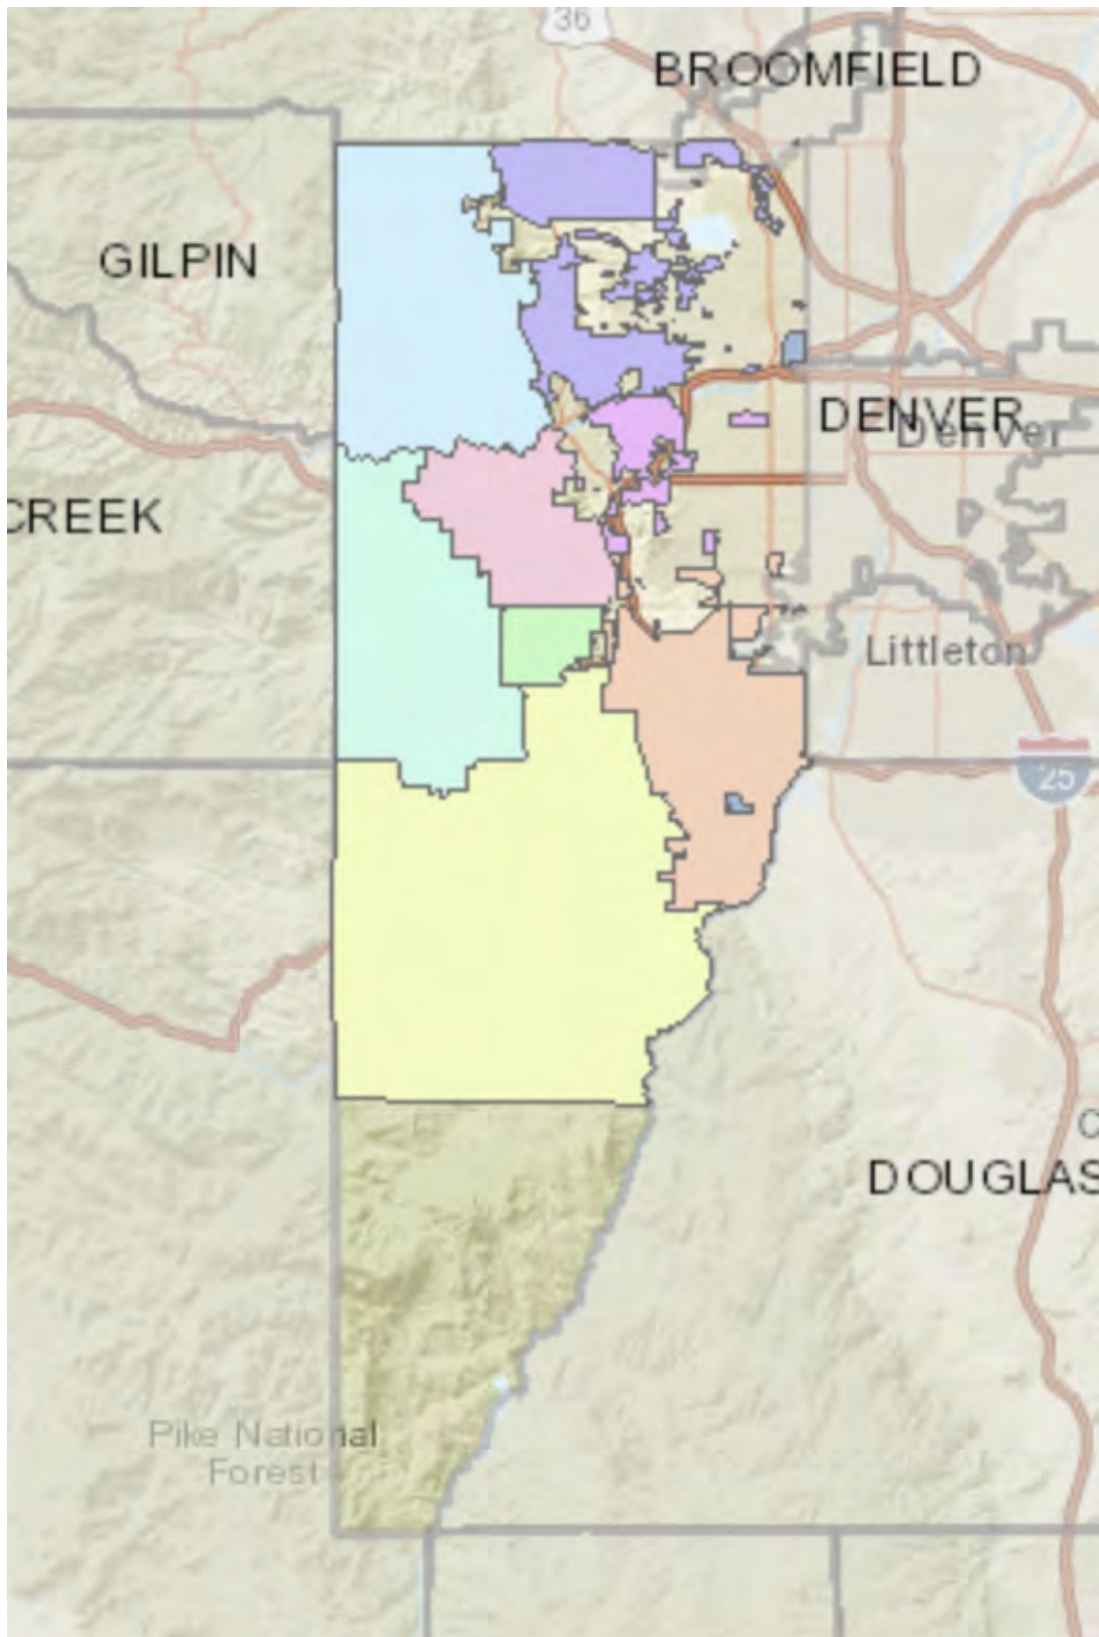 36
BROOMFIELD
GILPIN
DENVER
Denver
CREEK
Littleton
25
C
DOUGLAS
Pike National
Forest